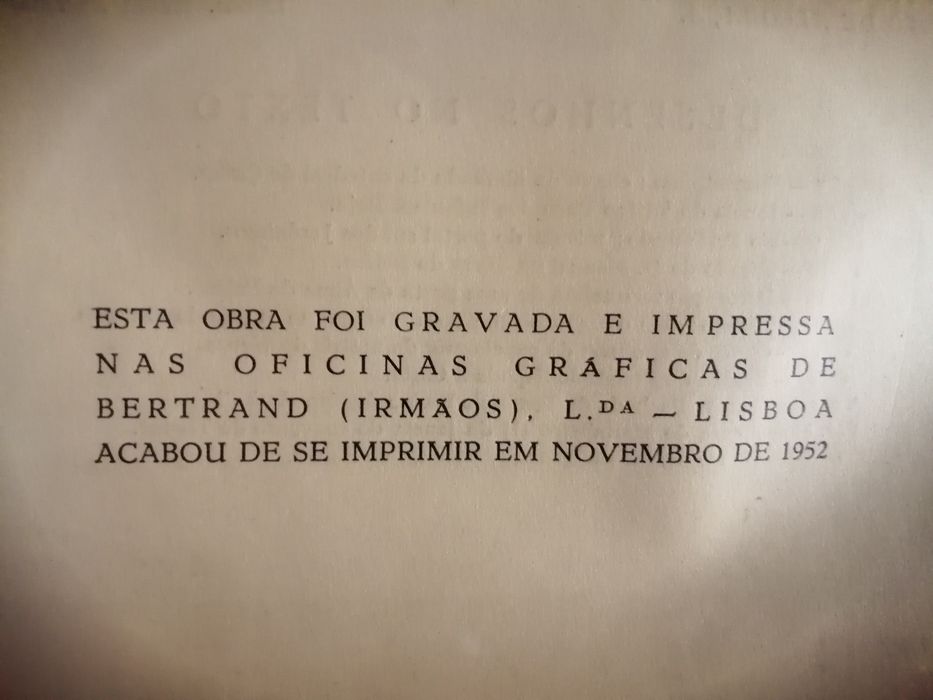 ESTA OBRA FOI GRAVADA E IMPRESSA
NAS OFICINAS GRÁFICAS DE
BERTRAND (IRMÃOS), L.DA — LISBOA
ACABOU DE SE IMPRIMIR EM NOVEMBRO DE 1952